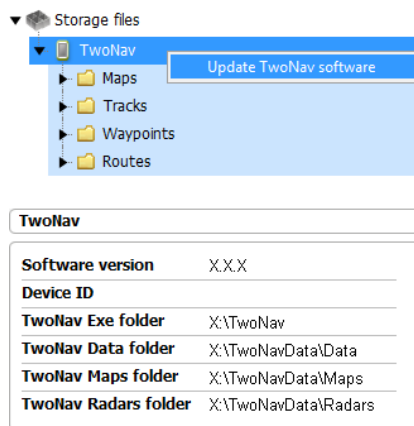 Storage files
TwoNav
Update TwoNav software
Maps
Tracks
Waypoints
Routes
TwoNav
Software version X.X.X
Device ID
TwoNav Exe folder X:\TwoNav
TwoNav Data folder X:\TwoNavData\Data
TwoNav Maps folder X:\TwoNavData\Maps
TwoNav Radars folder X:\TwoNavData\Radars